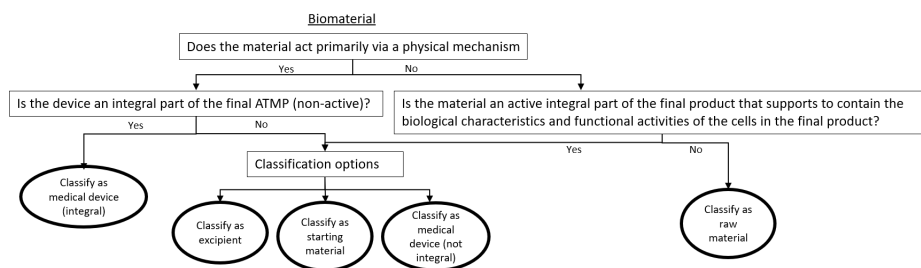 Biomaterial
Does the material act primarily via a physical mechanism
Yes
No
Is the device an integral part of the final ATMP (non-active)?
Is the material an active integral part of the final product that supports to contain the
biological characteristics and functional activities of the cells in the final product?
Yes
No
Yes
No
Classification options
Classify as
medical device
(integral)
Classify as
excipient
Classify as
starting
material
Classify as
medical
device (not
integral)
Classify as
raw
material